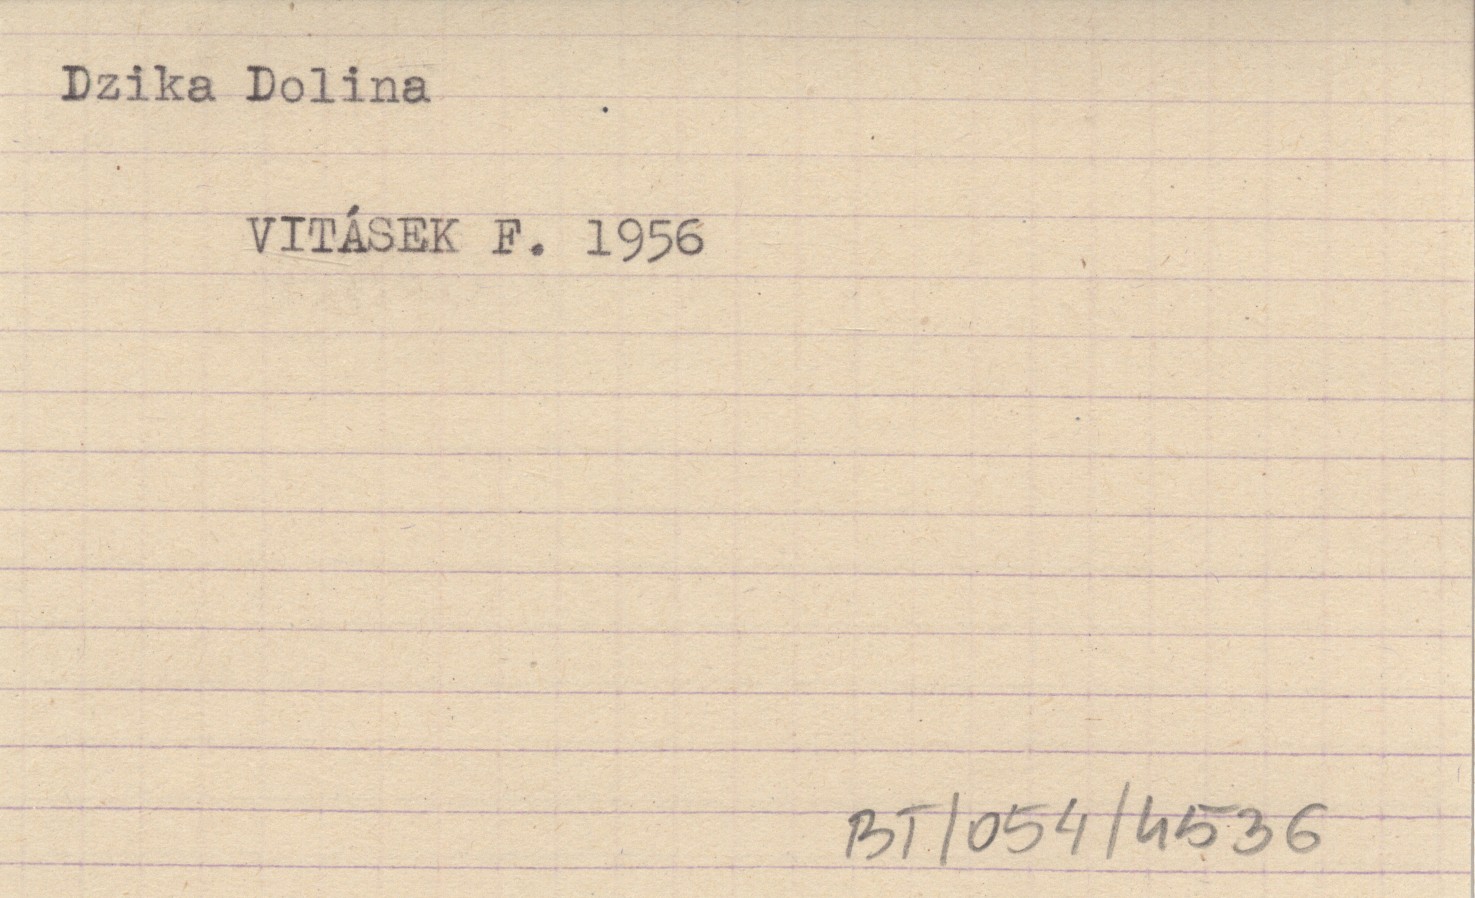 Dzika Dolina
VITÁSEK F. 1956
BT/054/4536